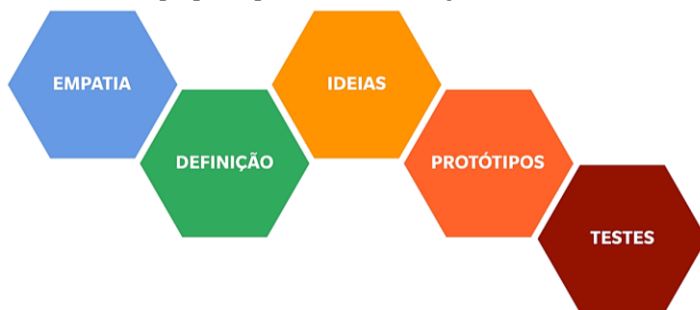 EMPATIA
DEFINIÇÃO
IDEIAS
PROTÓTIPOS
TESTES